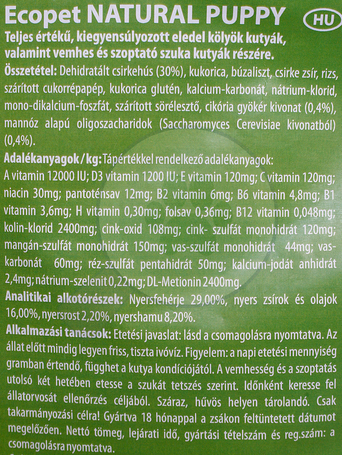 Ecopet NATURAL PUPPY
HU
Teljes értékű, kiegyensúlyozott eledel kölyök kutyák,
valamint vemhes és szoptató szuka kutyák részére.
Összetétel: Dehidratált csirkehús (30%), kukorica, búzaliszt, csirke zsír, rizs,
szárított cukorrépapép, kukorica glutén, kalcium-karbonát, nátrium-klorid,
mono-dikalcium-foszfát, szárított sörélesztő, cikória gyökér kivonat (0,4%),
mannóz alapú oligoszacharidok (Saccharomyces Cerevisiae kivonatból)
(0,4%).
Adalékanyagok/kg: Tápértékkel rendelkező adalékanyagok:
A vitamin 12000 IU; D3 vitamin 1200 IU; E vitamin 120mg; C vitamin 120mg;
niacin 30mg; pantoténsav 12mg; B2 vitamin 6mg; B6 vitamin 4,8mg; B1
vitamin 3,6mg; H vitamin 0,30mg; folsav 0,36mg; B12 vitamin 0,048mg;
kolin-klorid 2400mg; cink-oxid 108mg; cink- szulfát monohidrát 120mg;
mangán-szulfát monohidrát 150mg; vas-szulfát monohidrát 44mg; vas-
karbonát 60mg; réz-szulfát pentahidrát 50mg; kalcium-jodát anhidrát
2,4mg; nátrium-szelenit 0,22mg; DL-Metionin 2400mg.
Analitikai alkotórészek: Nyersfehérje 29,00%, nyers zsírok és olajok
16,00%, nyersrost 2,20%, nyershamu 8,20%.
Alkalmazási tanácsok: Etetési javaslat: lásd a csomagolásra nyomtatva. Az
állat előtt mindig legyen friss, tiszta ivóvíz. Figyelem: a napi etetési mennyiség
gramban értendő, függhet a kutya kondíciójától. A vemhesség és a szoptatás
utolsó két hetében etesse a szukát tetszés szerint. Időnként keresse fel
állatorvosát ellenőrzés céljából. Száraz, hűvös helyen tárolandó. Csak
takarmányozási célra! Gyártva 18 hónappal a zsákon feltüntetett dátumot
megelőzően. Nettó tömeg, lejárati idő, gyártási tételszám és reg.szám: a
csomagolásra nyomtatva.